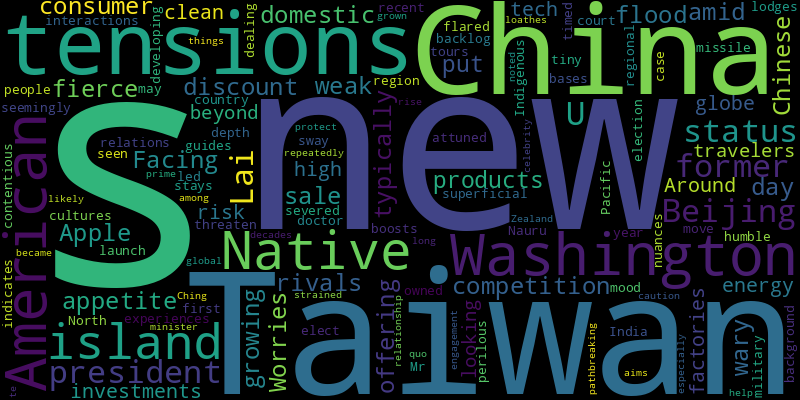 consumer
clean
interactions
tensions
developing
dealing
domestic
recent
grown
flared
backlog
tours
China
loathes
tech
timed
court
flood
amid
lodges
things
missile
regional
case
Chinese
people
fierce
may
discount
weak
region
put
noted
Indigenous
tiny
bases
seemingly
country
beyond
globe
S
new
U
status
election
depth
guides
relations
seen
Facing
led
stays
prime
among
likely
cultures
risk
threaten
Lai
protect
sway
repeatedly
high
typically
attuned
celebrity
rise
travelers
former
Around
day
Pacific
products
superficial
sale
severed
doctor
contentious
American
Apple
launch
became
global
decades
Native
boosts
long
Zealand
Nauru
year
Beijing
move
humble
nuances
Washington
appetite
Ching
first
North
experiences
minister
island
indicates
president
investments
te
Taiwan
growing
Worries
rivals
strained
elect
offering
relationship
owned
quo
Mr
competition
mood
caution
engagement
looking
perilous
India
pathbreaking
aims
especially
factories
energy
wary
military
help
background